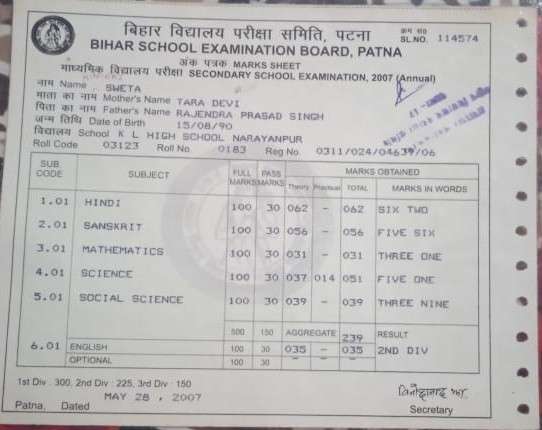 बिहार विद्यालय परीक्षा समिति, पटना
क्रम सं०
SL.NO. 114574
BIHAR SCHOOL EXAMINATION BOARD, PATNA
अंक पत्रक MARKS SHEET
माध्यमिक विद्यालय परीक्षा SECONDARY SCHOOL EXAMINATION, 2007 (Annual)
नाम Name SWETA
माता का नाम Mother's Name TARA DEVI
पिता का नाम Father's Name RAJENDRA PRASAD SINGH
जन्म तिथि Date of Birth 15/08/90
विद्यालय School K L HIGH SCHOOL NARAYANPUR
Roll Code 03123 Roll No 0183 Reg No. 0311/024/04639/06
SUB. CODE SUBJECT FULL MARKS PASS MARKS MARKS OBTAINED
Theory Practical TOTAL MARKS IN WORDS
1.01 HINDI 100 30 062 - 062 SIX TWO
2.01 SANSKRIT 100 30 056 - 056 FIVE SIX
3.01 MATHEMATICS 100 30 031 - 031 THREE ONE
4.01 SCIENCE 100 30 037 014 051 FIVE ONE
5.01 SOCIAL SCIENCE 100 30 039 - 039 THREE NINE
500 150 AGGREGATE 239 RESULT
6.01 ENGLISH 100 30 035 - 035 2ND DIV
OPTIONAL 100 30 - - -
1st Div : 300, 2nd Div : 225, 3rd Div : 150
Patna, Dated MAY 28, 2007
Secretary